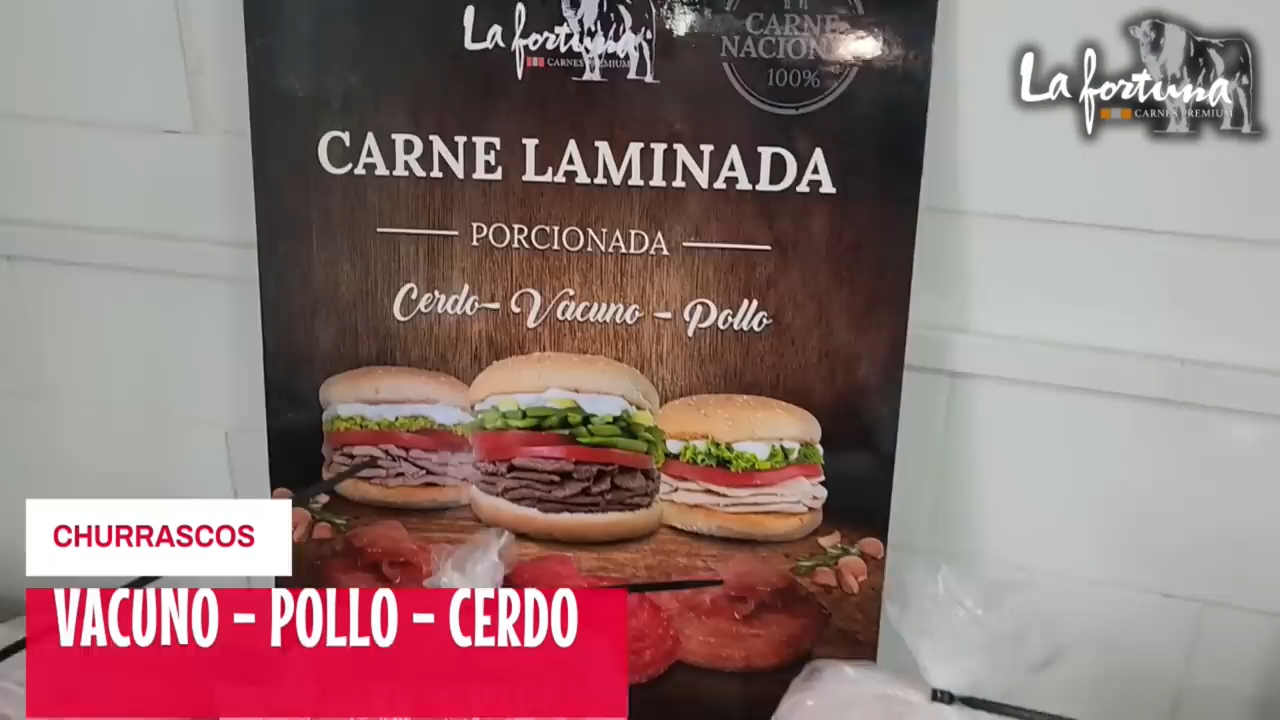 La fortuna
CARNES PREMIUM
CARNE
NACION
100%
La fortuna
CARNES PREMIUM
CARNE LAMINADA
PORCIONADA
Cerdo- Vacuno - Pollo
CHURRASCOS
VACUNO - POLLO - CERDO